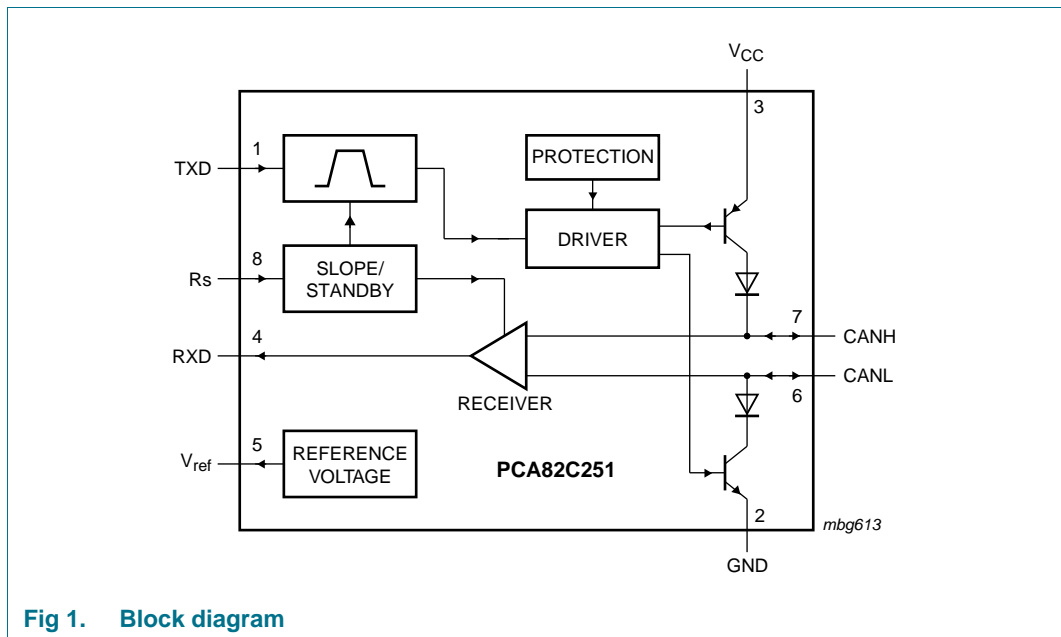 VCC
3
1
TXD
PROTECTION
DRIVER
8
Rs
SLOPE/
STANDBY
7
CANH
4
RXD
CANL
6
RECEIVER
5
Vref
REFERENCE
VOLTAGE
PCA82C251
2
mbg613
GND
Fig 1. Block diagram